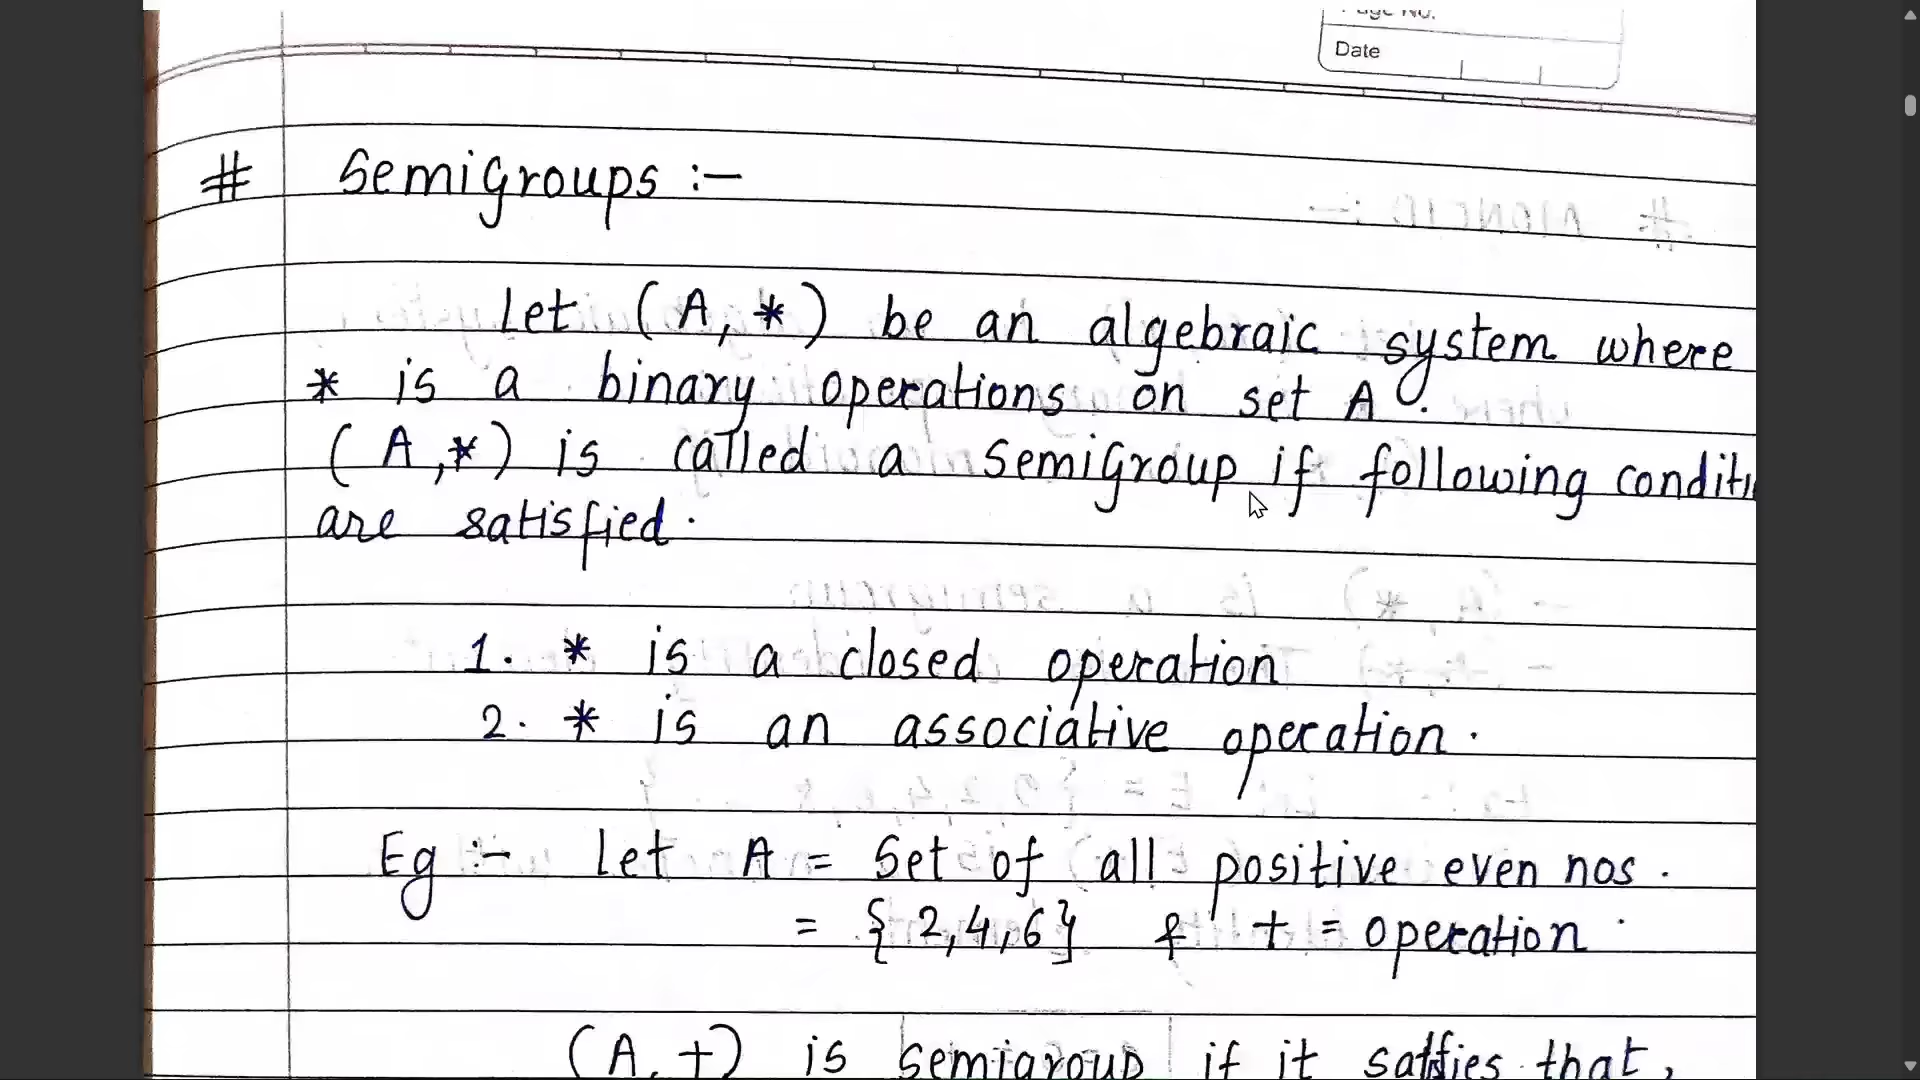 Page No.
Date
# Semigroups :-
Let (A, *) be an algebraic system where
* is a binary operations on set A.
(A, *) is called a semigroup if following conditi
are satisfied.
1. * is a closed operation
2. * is an associative operation.
Eg :- Let A = Set of all positive even nos.
= {2,4,6} & + = operation.
(A, +) is semigroup if it satfies that,